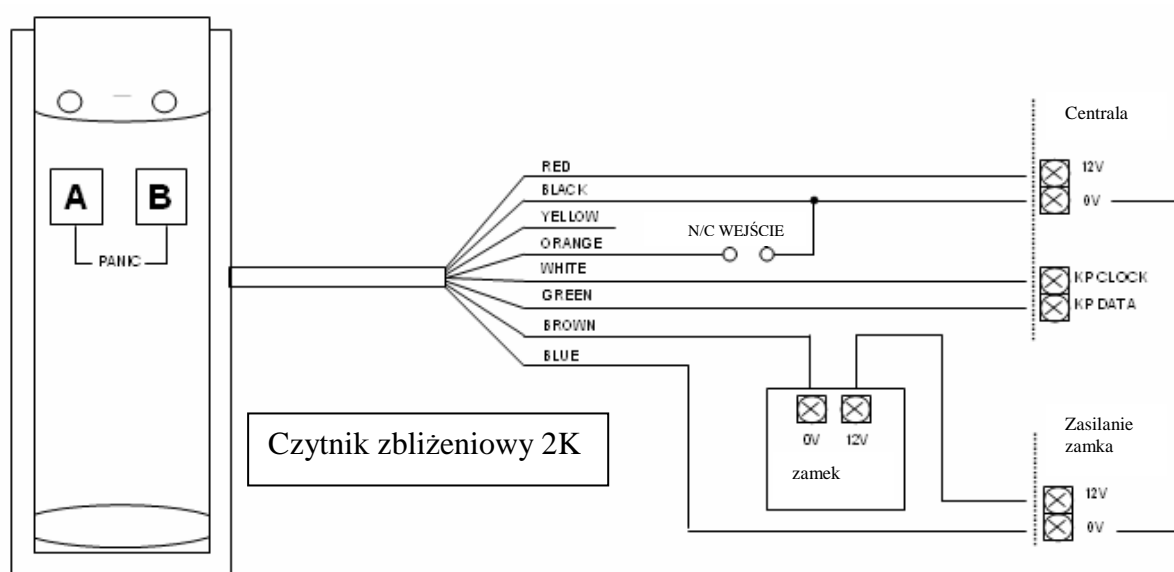 Centrala
RED
12V
BLACK
0V
A B
YELLOW
N/C WEJŚCIE
ORANGE
PANIC
WHITE
KP CLOCK
GREEN
KP DATA
BROWN
BLUE
Czytnik zbliżeniowy 2K
0V 12V
zamek
Zasilanie
zamka
12V
0V